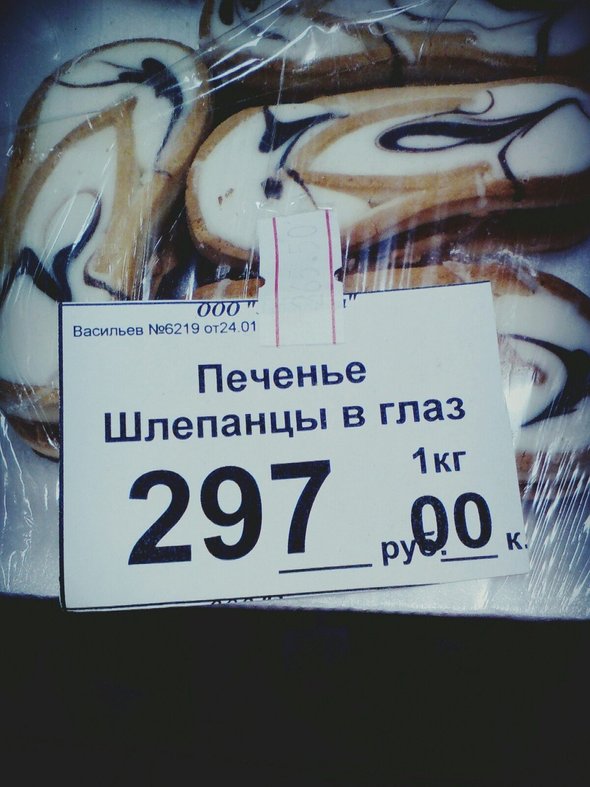 ООО "
Васильев №6219 от24.01
Печенье
Шлепанцы в глаз
1кг
297 руб. 00 к.